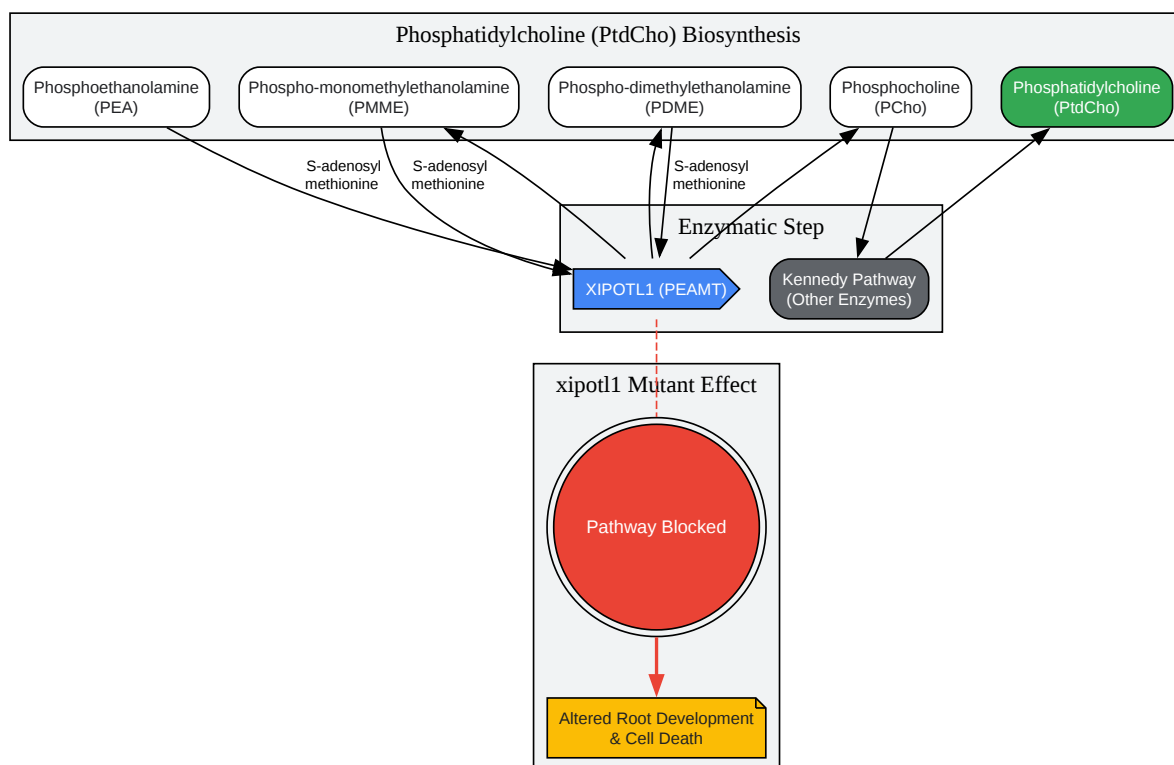 Phosphatidylcholine (PtdCho) Biosynthesis
Phosphoethanolamine
(PEA)
Phospho-monomethylethanolamine
(PMME)
Phospho-dimethylethanolamine
(PDME)
Phosphocholine
(PCho)
Phosphatidylcholine
(PtdCho)
S-adenosyl
methionine
S-adenosyl
methionine
S-adenosyl
methionine
Enzymatic Step
XIPOTL1 (PEAMT)
Kennedy Pathway
(Other Enzymes)
xipotl1 Mutant Effect
Pathway Blocked
Altered Root Development
& Cell Death